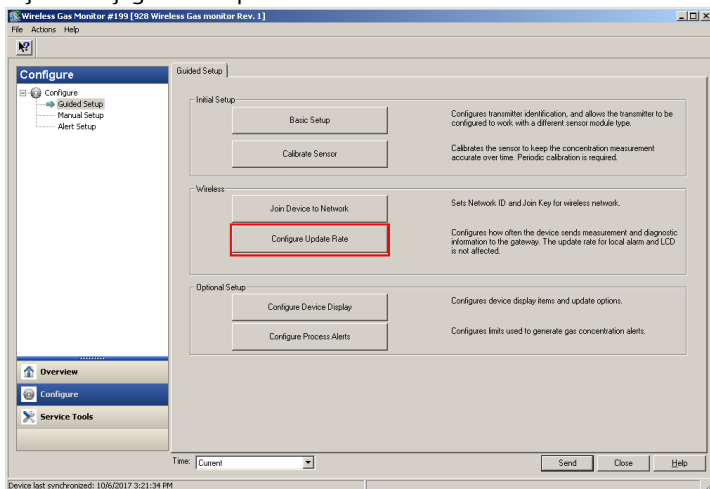 Wireless Gas Monitor #199 [928 Wireless Gas monitor Rev. 1]
File Actions Help
Configure
Configure
Guided Setup
Manual Setup
Alert Setup
Overview
Configure
Service Tools
Guided Setup
Initial Setup
Basic Setup
Configures transmitter identification, and allows the transmitter to be
configured to work with a different sensor module type.
Calibrate Sensor
Calibrates the sensor to keep the concentration measurement
accurate over time. Periodic calibration is required.
Wireless
Join Device to Network
Sets Network ID and Join Key for wireless network.
Configure Update Rate
Configures how often the device sends measurement and diagnostic
information to the gateway. The update rate for local alarm and LCD
is not affected.
Optional Setup
Configure Device Display
Configures device display items and update options.
Configure Process Alerts
Configures limits used to generate gas concentration alerts.
Time: Current
Send Close Help
Device last synchronized: 10/6/2017 3:21:34 PM